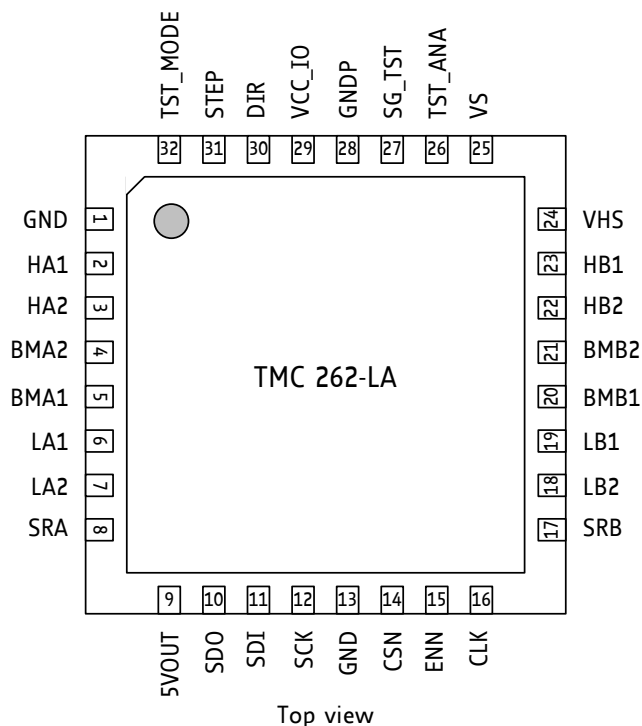 TST_MODE
STEP
DIR
VCC_IO
GNDP
SG_TST
TST_ANA
VS
32
31
30
29
28
27
26
25
GND 1
HA1 2
HA2 3
BMA2 4
BMA1 5
LA1 6
LA2 7
SRA 8
TMC 262-LA
24 VHS
23 HB1
22 HB2
21 BMB2
20 BMB1
19 LB1
18 LB2
17 SRB
9
10
11
12
13
14
15
16
5VOUT
SDO
SDI
SCK
GND
CSN
ENN
CLK
Top view